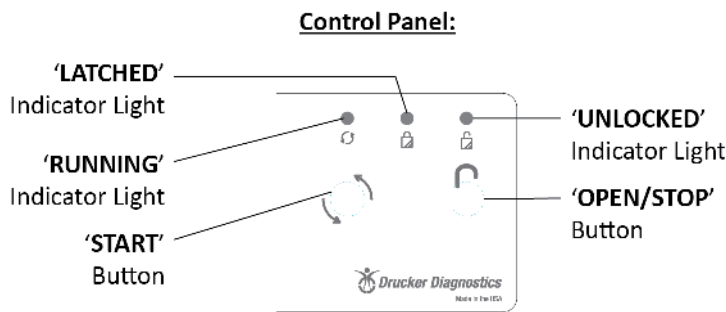 Control Panel:
'LATCHED'
Indicator Light
'RUNNING'
Indicator Light
'START'
Button
'UNLOCKED'
Indicator Light
'OPEN/STOP'
Button
Drucker Diagnostics
Made in the USA